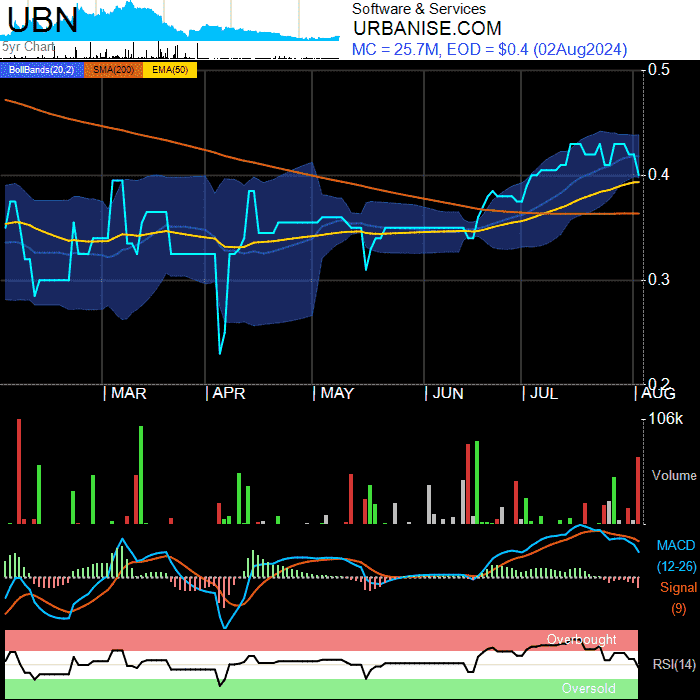 UBN
Software & Services
URBANISE.COM
5yr Chart
MC = 25.7M, EOD = $0.4 (02Aug2024)
BollBands(20,2) SMA(200) EMA(50)
0.5
0.4
0.3
0.2
MAR APR MAY JUN JUL AUG
106k
Volume
MACD
(12-26)
Signal
(9)
Overbought
RSI(14)
Oversold